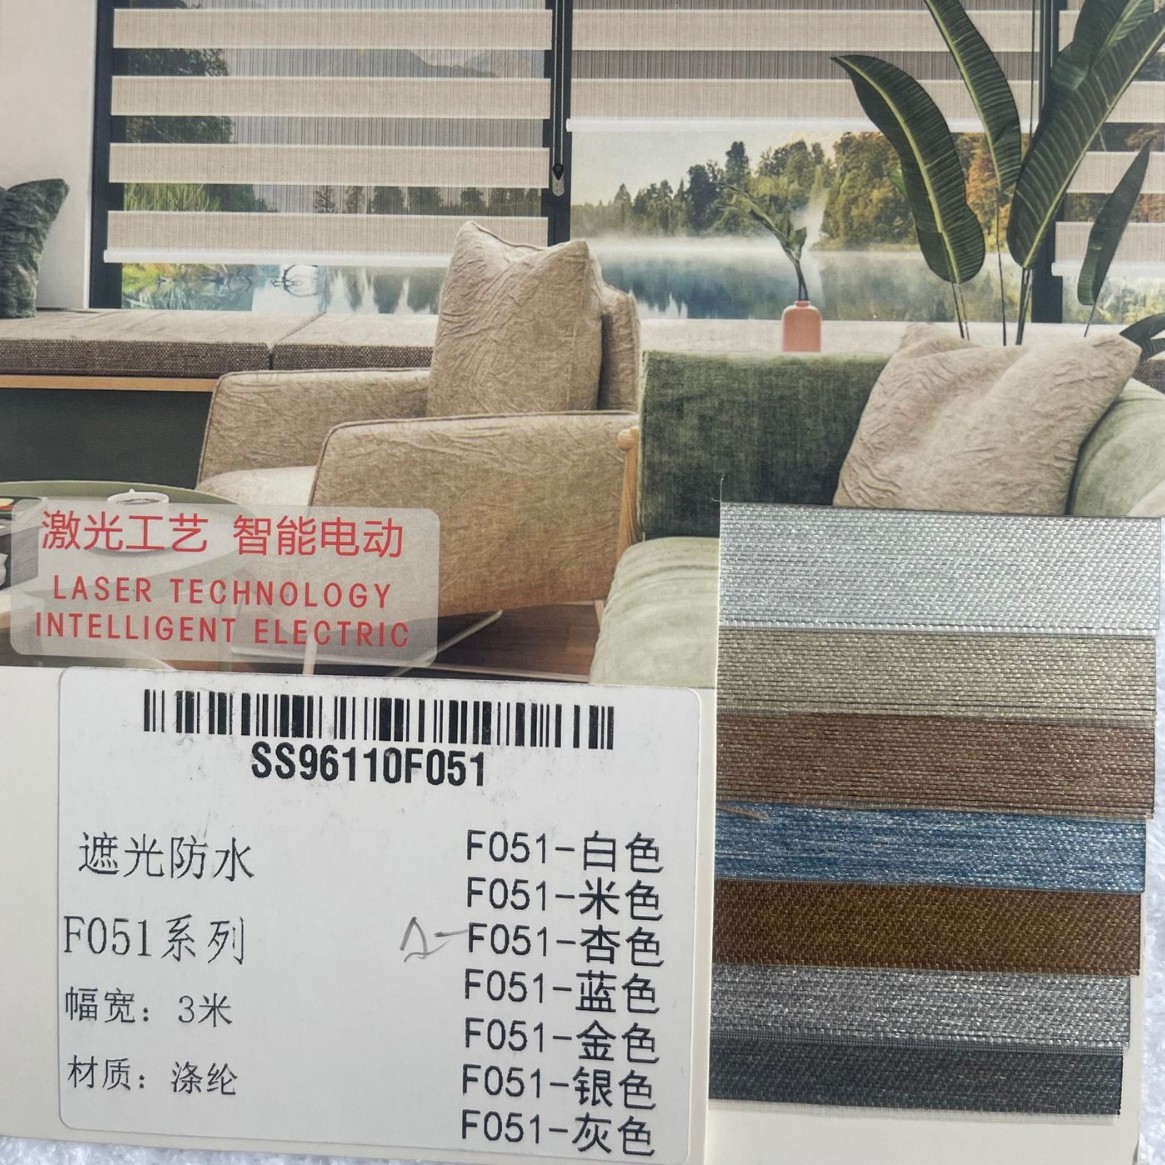 激光工艺 智能电动
LASER TECHNOLOGY
INTELLIGENT ELECTRIC
SS96110F051
遮光防水
F051系列
幅宽：3米
材质：涤纶
F051-白色
F051-米色
F051-杏色
F051-蓝色
F051-金色
F051-银色
F051-灰色